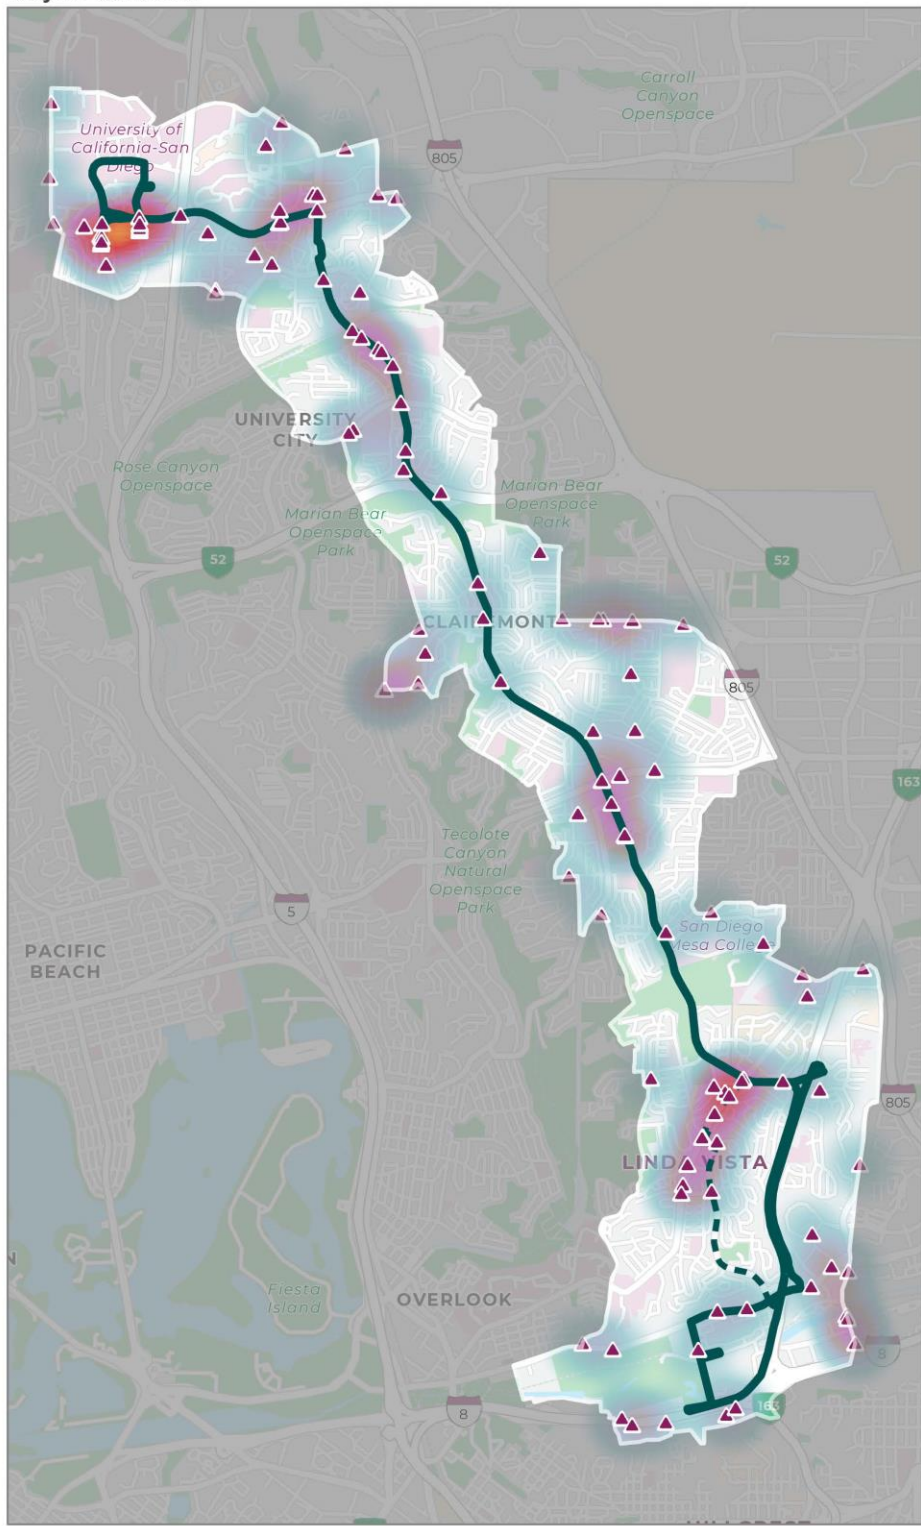 Carroll
Canyon
Openspace
805
University of
California-San
Diego
UNIVERSITY
CITY
Rose Canyon
Openspace
Marian Bear
Openspace
Park
Marian Bear
Openspace
Park
52
52
CLAIREMONT
805
163
Tecolote
Canyon
Natural
Openspace
Park
5
San Diego
Mesa College
PACIFIC
BEACH
805
LINDA VISTA
N
Fiesta
Island
OVERLOOK
8
8
163
HILLCREST